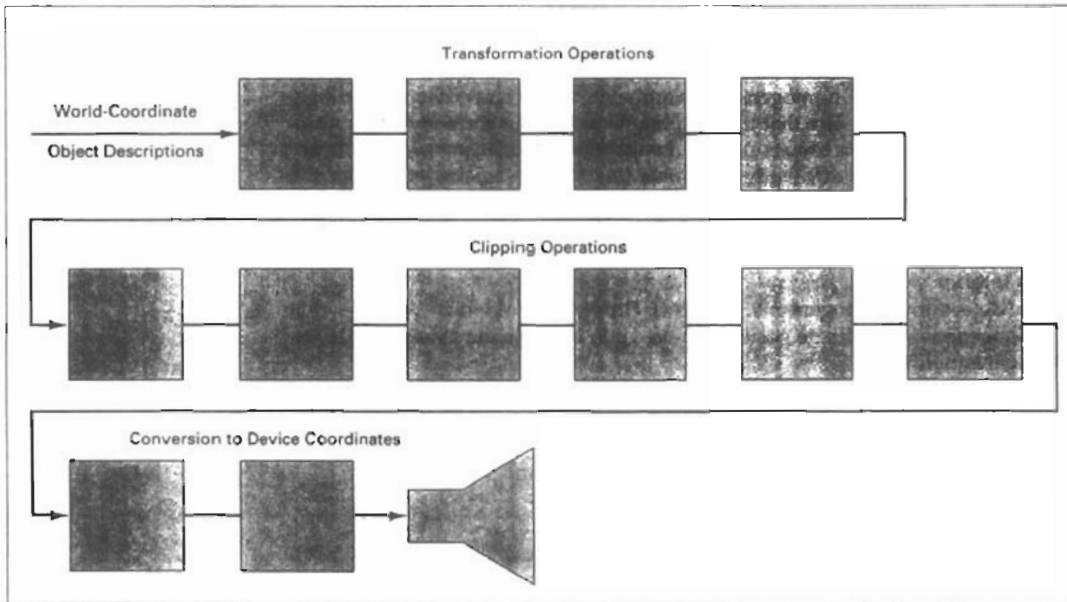 Transformation Operations
World-Coordinate
Object Descriptions
Clipping Operations
Conversion to Device Coordinates